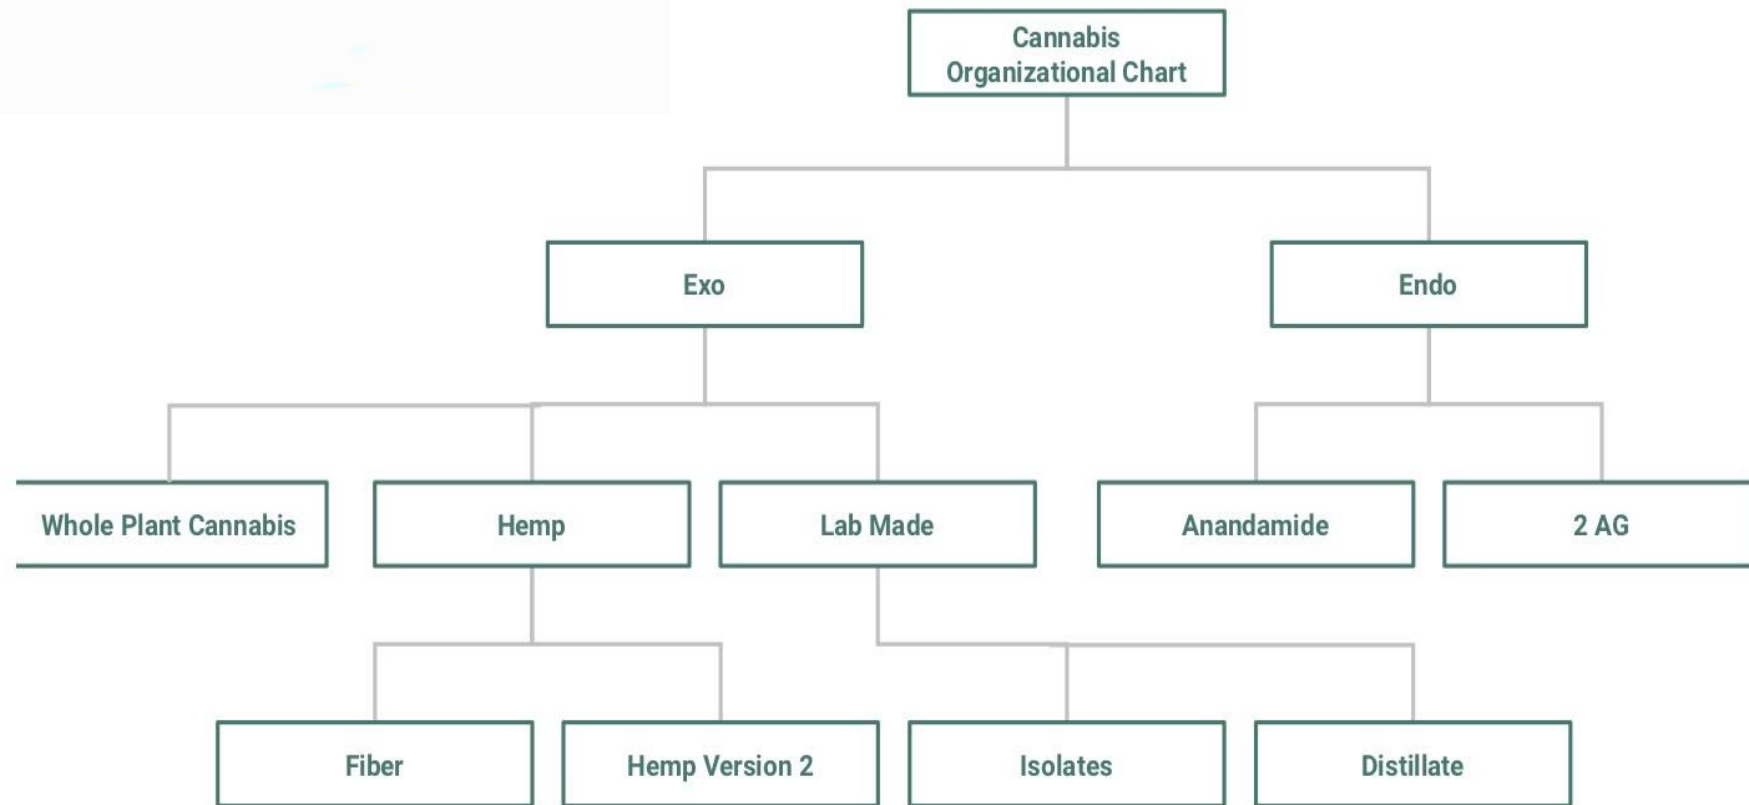 Cannabis
Organizational Chart
Exo
Endo
Whole Plant Cannabis
Hemp
Lab Made
Anandamide
2 AG
Fiber
Hemp Version 2
Isolates
Distillate